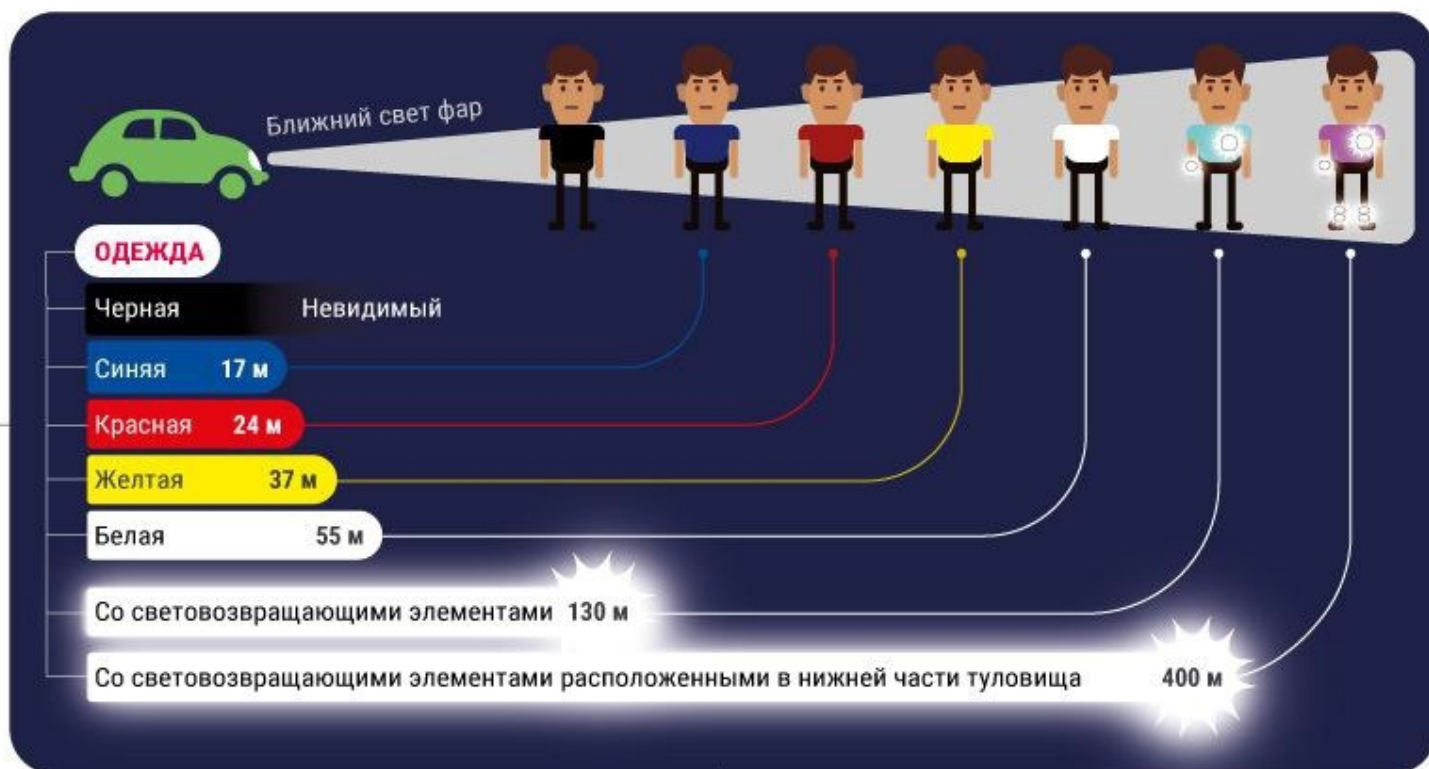 Ближний свет фар
ОДЕЖДА
Черная Невидимый
Синяя 17 м
Красная 24 м
Желтая 37 м
Белая 55 м
Со световозвращающими элементами 130 м
Со световозвращающими элементами расположенными в нижней части туловища 400 м